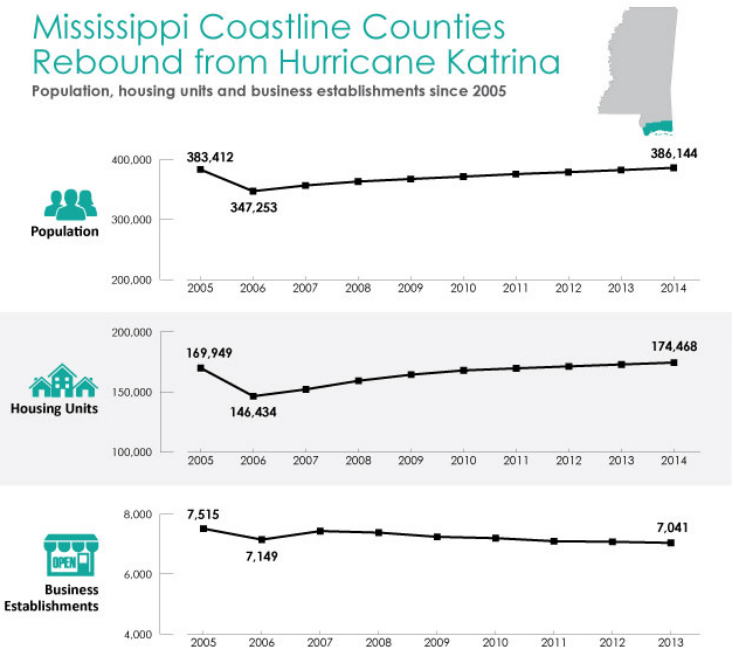 Mississippi Coastline Counties
Rebound from Hurricane Katrina
Population, housing units and business establishments since 2005
400,000
383,412
386,144
347,253
300,000
Population
200,000
2005 2006 2007 2008 2009 2010 2011 2012 2013 2014
200,000
169,949
174,468
150,000
146,434
Housing Units
100,000
2005 2006 2007 2008 2009 2010 2011 2012 2013 2014
8,000
7,515
7,041
7,149
OPEN
6,000
Business
Establishments
4,000
2005 2006 2007 2008 2009 2010 2011 2012 2013